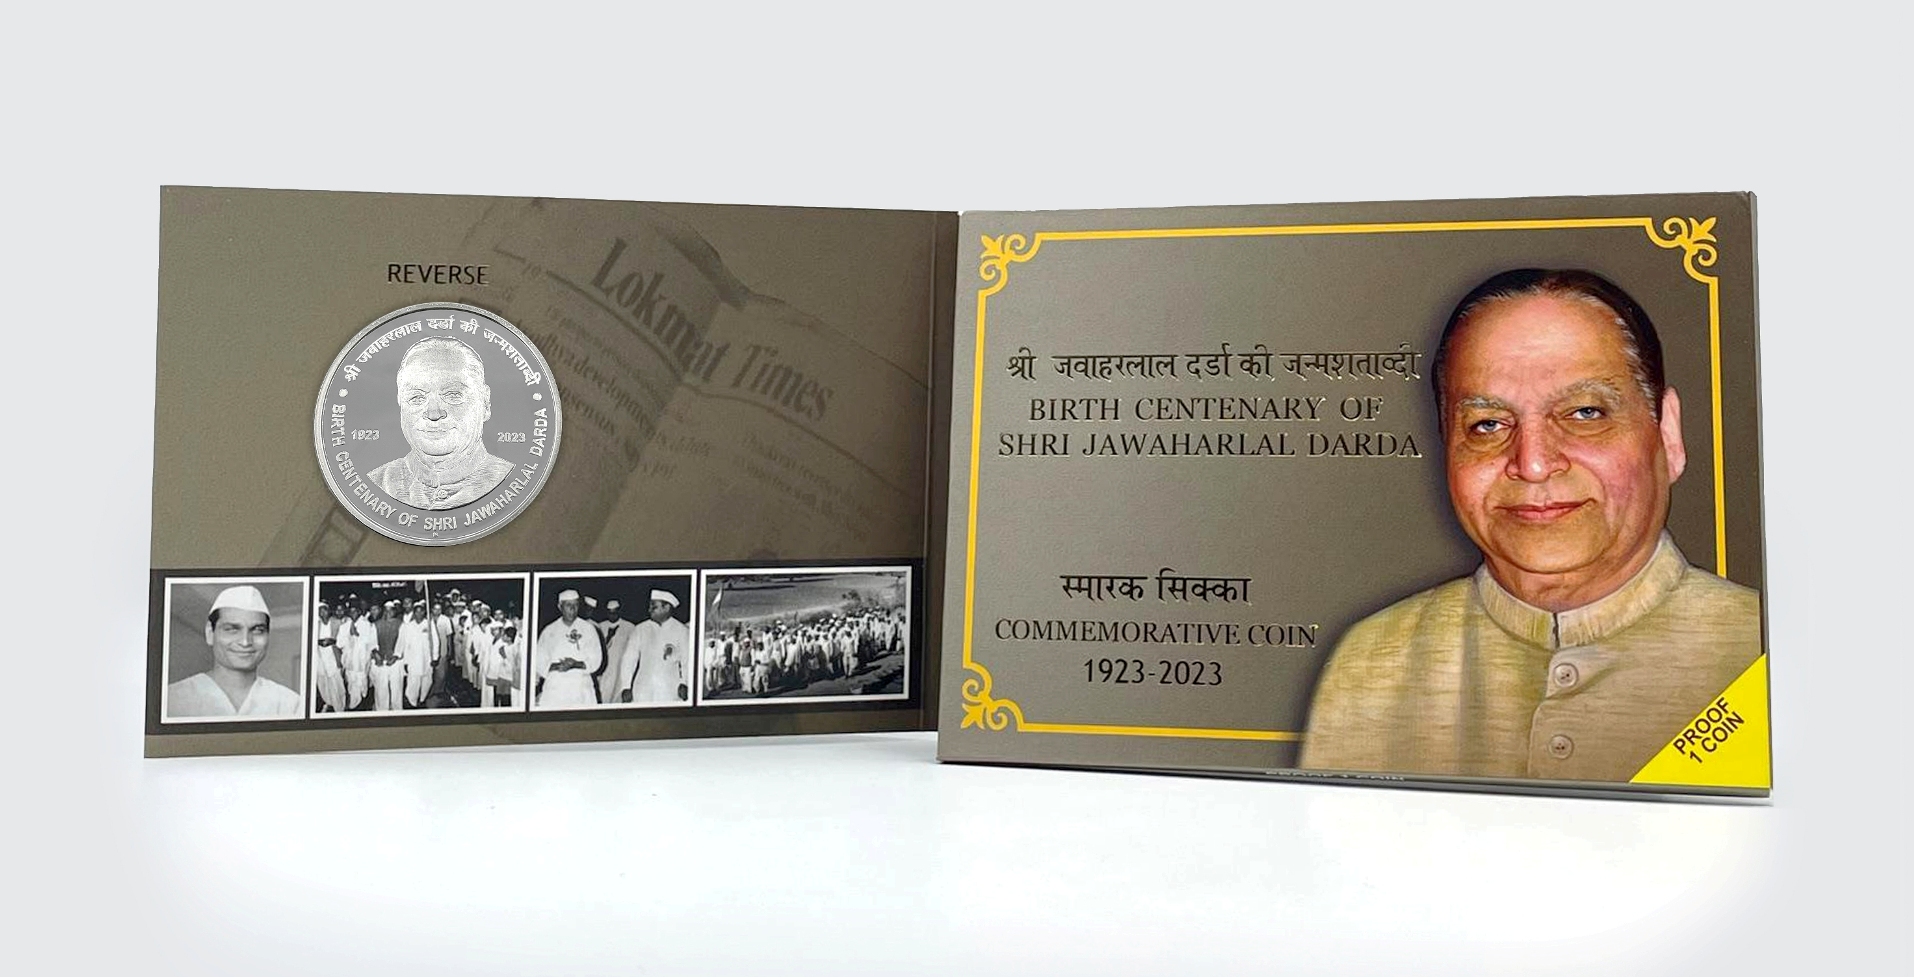 REVERSE
श्री जवाहरलाल दर्डा की जन्मशताब्दी
1923
2023
BIRTH CENTENARY OF SHRI JAWAHARLAL DARDA
Lokmat Times
श्री जवाहरलाल दर्डा की जन्मशताब्दी
BIRTH CENTENARY OF
SHRI JAWAHARLAL DARDA
स्मारक सिक्का
COMMEMORATIVE COIN
1923-2023
PROOF
1 COIN